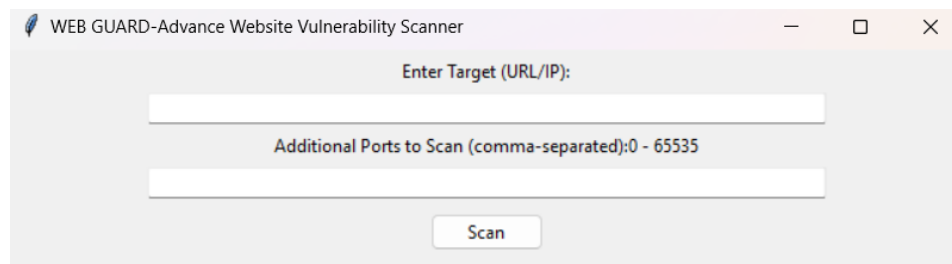 WEB GUARD-Advance Website Vulnerability Scanner
Enter Target (URL/IP):
Additional Ports to Scan (comma-separated):0 - 65535
Scan